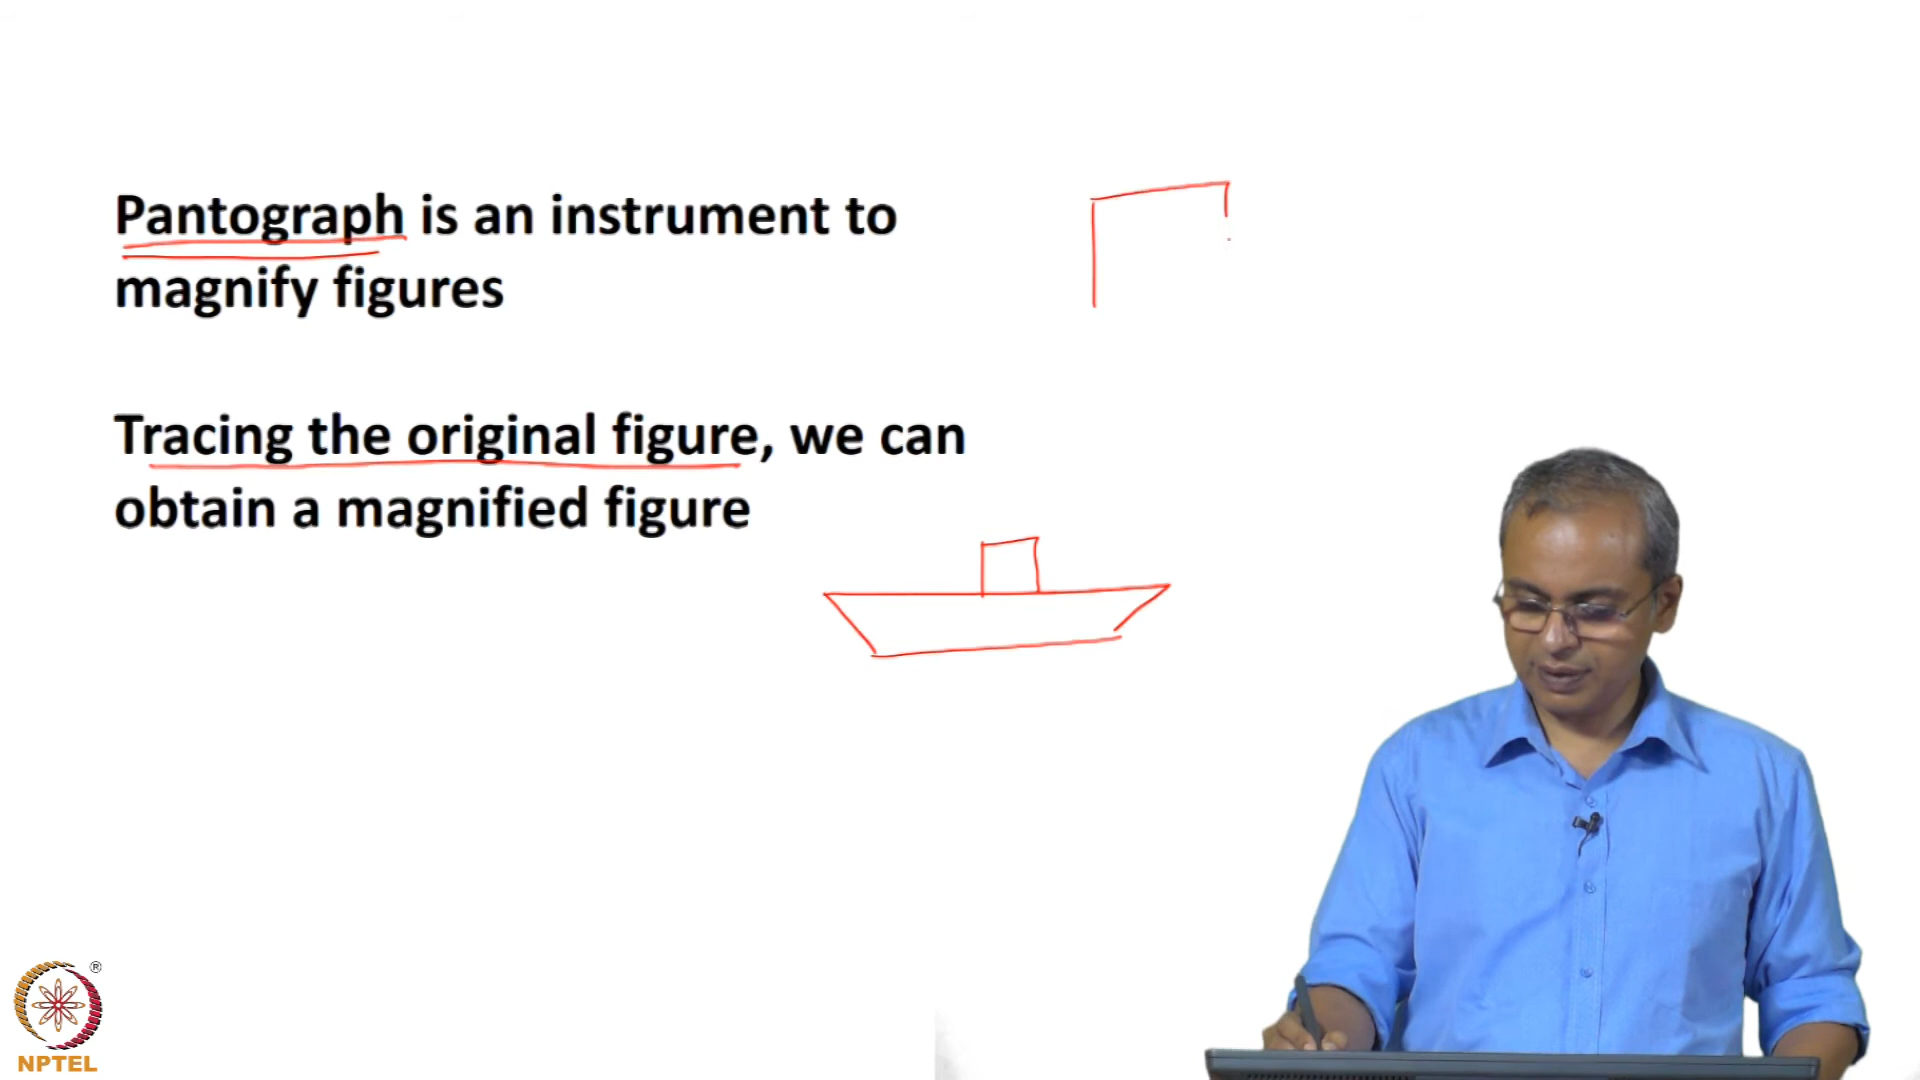 Pantograph is an instrument to
magnify figures
Tracing the original figure, we can
obtain a magnified figure
®
NPTEL